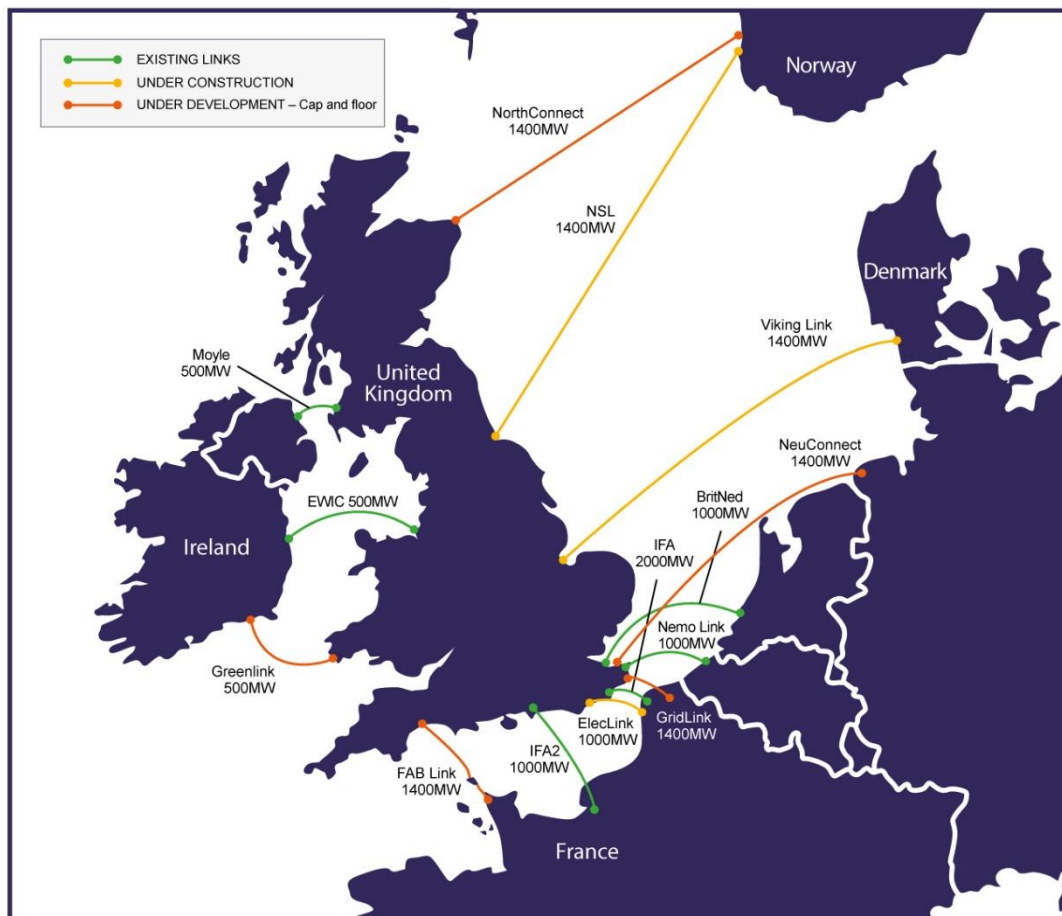 EXISTING LINKS
UNDER CONSTRUCTION
UNDER DEVELOPMENT – Cap and floor
Norway
NorthConnect
1400MW
NSL
1400MW
Denmark
Viking Link
1400MW
Moyle
500MW
United
Kingdom
NeuConnect
1400MW
BritNed
1000MW
EWIC 500MW
IFA
2000MW
Ireland
Nemo Link
1000MW
Greenlink
500MW
ElecLink
1000MW
GridLink
1400MW
IFA2
1000MW
FAB Link
1400MW
France